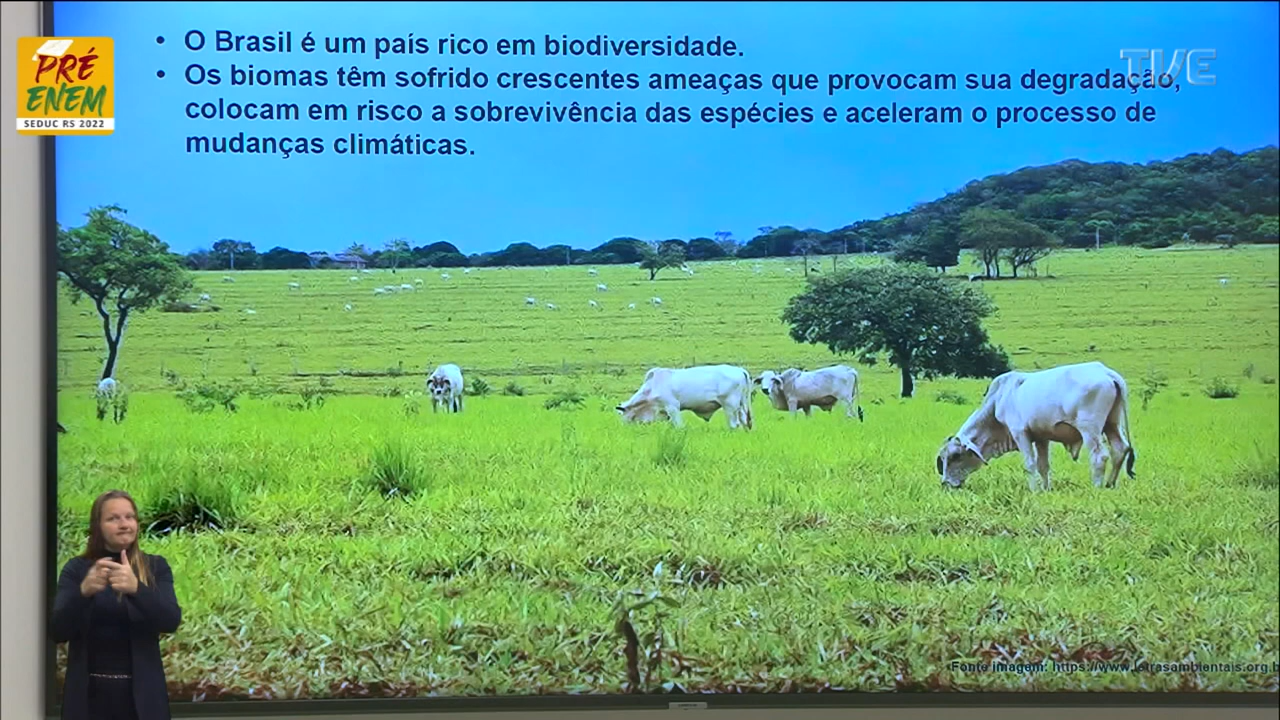 PRÉ
ENEM
SEDUC RS 2022
TVE
• O Brasil é um país rico em biodiversidade.
• Os biomas têm sofrido crescentes ameaças que provocam sua degradação,
colocam em risco a sobrevivência das espécies e aceleram o processo de
mudanças climáticas.
Fonte imagem: https://www.letrasambientais.org.b